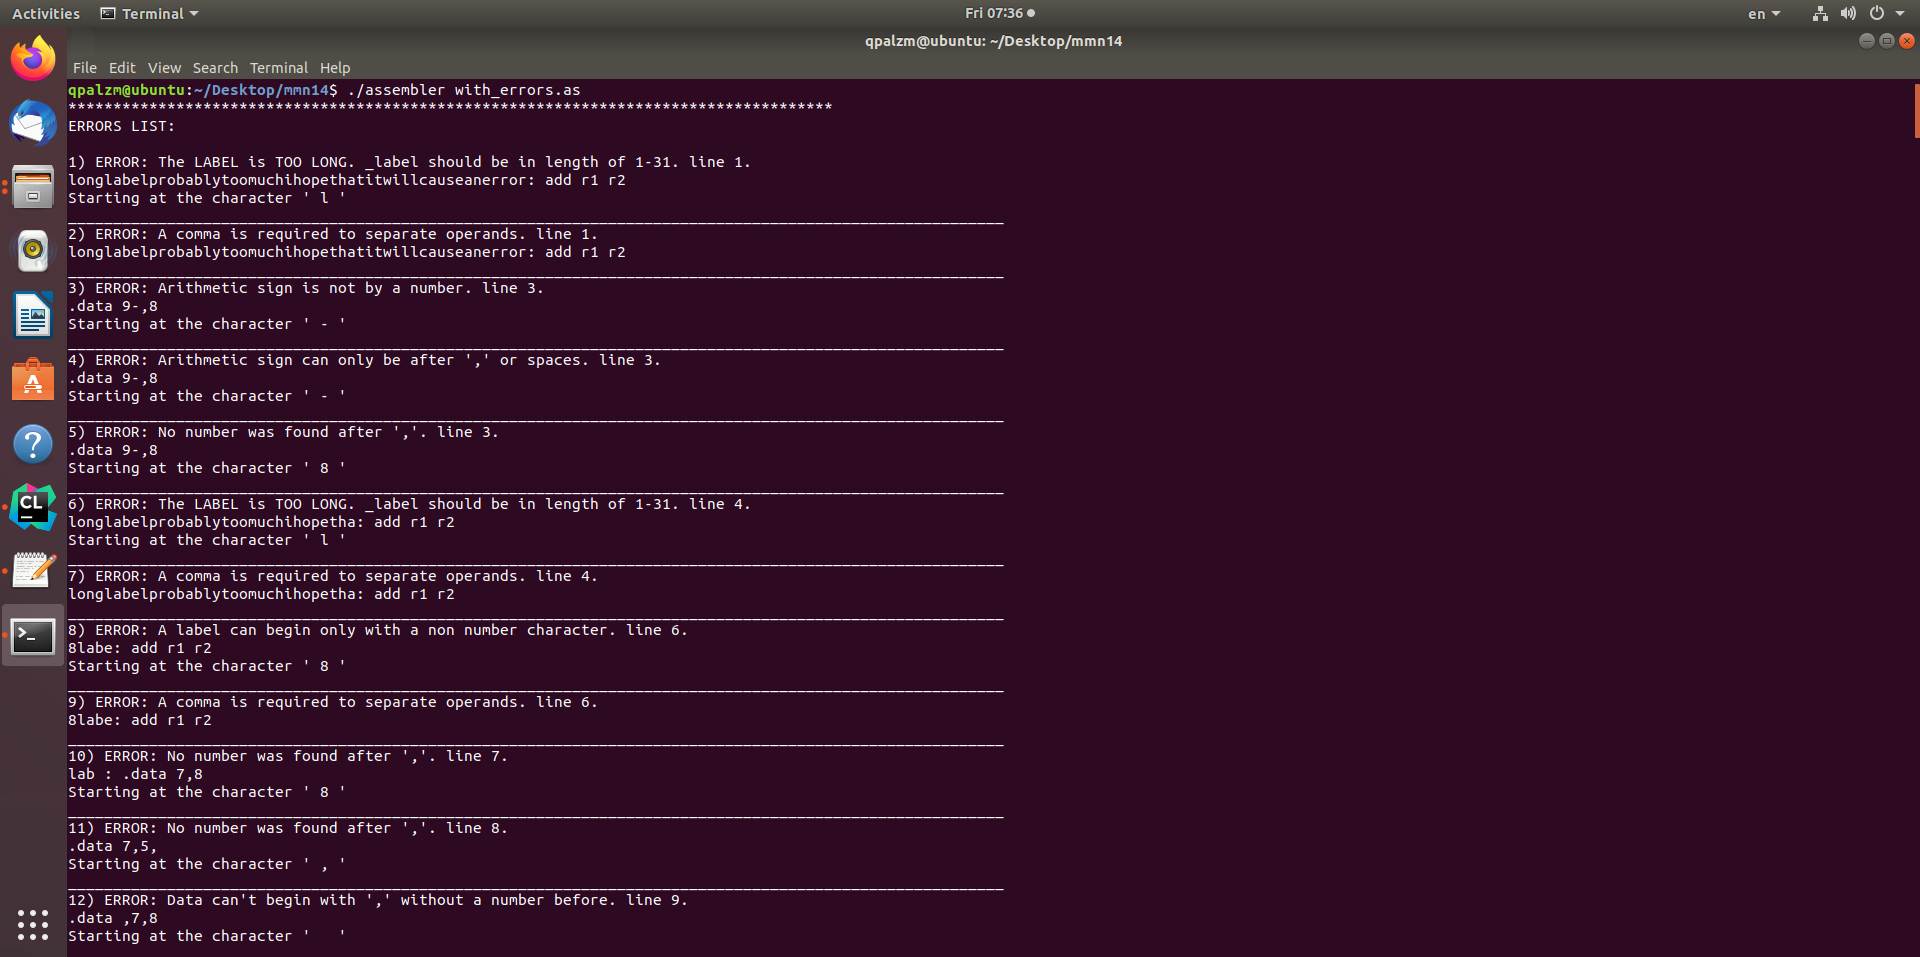 Activities
Terminal
Fri 07:36
en
qpalzm@ubuntu: ~/Desktop/mmn14
File Edit View Search Terminal Help
qpalzm@ubuntu:~/Desktop/mmn14$ ./assembler with_errors.as
*************************************************************************************
ERRORS LIST:
1) ERROR: The LABEL is TOO LONG. _label should be in length of 1-31. line 1.
longlabelprobablytoomuchihopethatitwillcauseanerror: add r1 r2
Starting at the character ' l '
________________________________________________________________________________________________________
2) ERROR: A comma is required to separate operands. line 1.
longlabelprobablytoomuchihopethatitwillcauseanerror: add r1 r2
________________________________________________________________________________________________________
3) ERROR: Arithmetic sign is not by a number. line 3.
.data 9-,8
Starting at the character ' - '
________________________________________________________________________________________________________
4) ERROR: Arithmetic sign can only be after ',' or spaces. line 3.
.data 9-,8
Starting at the character ' - '
________________________________________________________________________________________________________
5) ERROR: No number was found after ','. line 3.
.data 9-,8
Starting at the character ' 8 '
________________________________________________________________________________________________________
6) ERROR: The LABEL is TOO LONG. _label should be in length of 1-31. line 4.
longlabelprobablytoomuchihopetha: add r1 r2
Starting at the character ' l '
________________________________________________________________________________________________________
7) ERROR: A comma is required to separate operands. line 4.
longlabelprobablytoomuchihopetha: add r1 r2
________________________________________________________________________________________________________
8) ERROR: A label can begin only with a non number character. line 6.
8labe: add r1 r2
Starting at the character ' 8 '
________________________________________________________________________________________________________
9) ERROR: A comma is required to separate operands. line 6.
8labe: add r1 r2
________________________________________________________________________________________________________
10) ERROR: No number was found after ','. line 7.
lab : .data 7,8
Starting at the character ' 8 '
________________________________________________________________________________________________________
11) ERROR: No number was found after ','. line 8.
.data 7,5,
Starting at the character ' , '
________________________________________________________________________________________________________
12) ERROR: Data can't begin with ',' without a number before. line 9.
.data ,7,8
Starting at the character '   '
CL